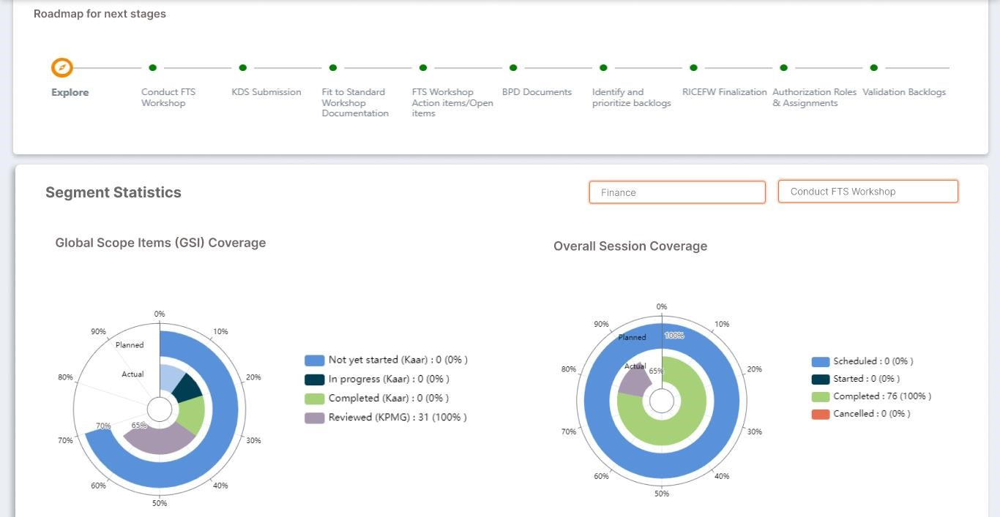 Roadmap for next stages
Explore
Conduct FTS
Workshop
KDS Submission
Fit to Standard
Workshop
Documentation
FTS Workshop
Action items/Open
items
BPD Documents
Identify and
prioritize backlogs
RICEFW Finalization
Authorization Roles
& Assignments
Validation Backlogs
Segment Statistics
Finance
Conduct FTS Workshop
Global Scope Items (GSI) Coverage
0%
10%
20%
30%
40%
50%
60%
70%
80%
90%
Planned
Actual
70%
65%
Not yet started (Kaar) : 0 (0% )
In progress (Kaar) : 0 (0% )
Completed (Kaar) : 0 (0% )
Reviewed (KPMG) : 31 (100% )
Overall Session Coverage
0%
10%
20%
30%
40%
50%
60%
70%
80%
90%
Planned
100%
Actual
65%
Scheduled : 0 (0% )
Started : 0 (0% )
Completed : 76 (100% )
Cancelled : 0 (0% )